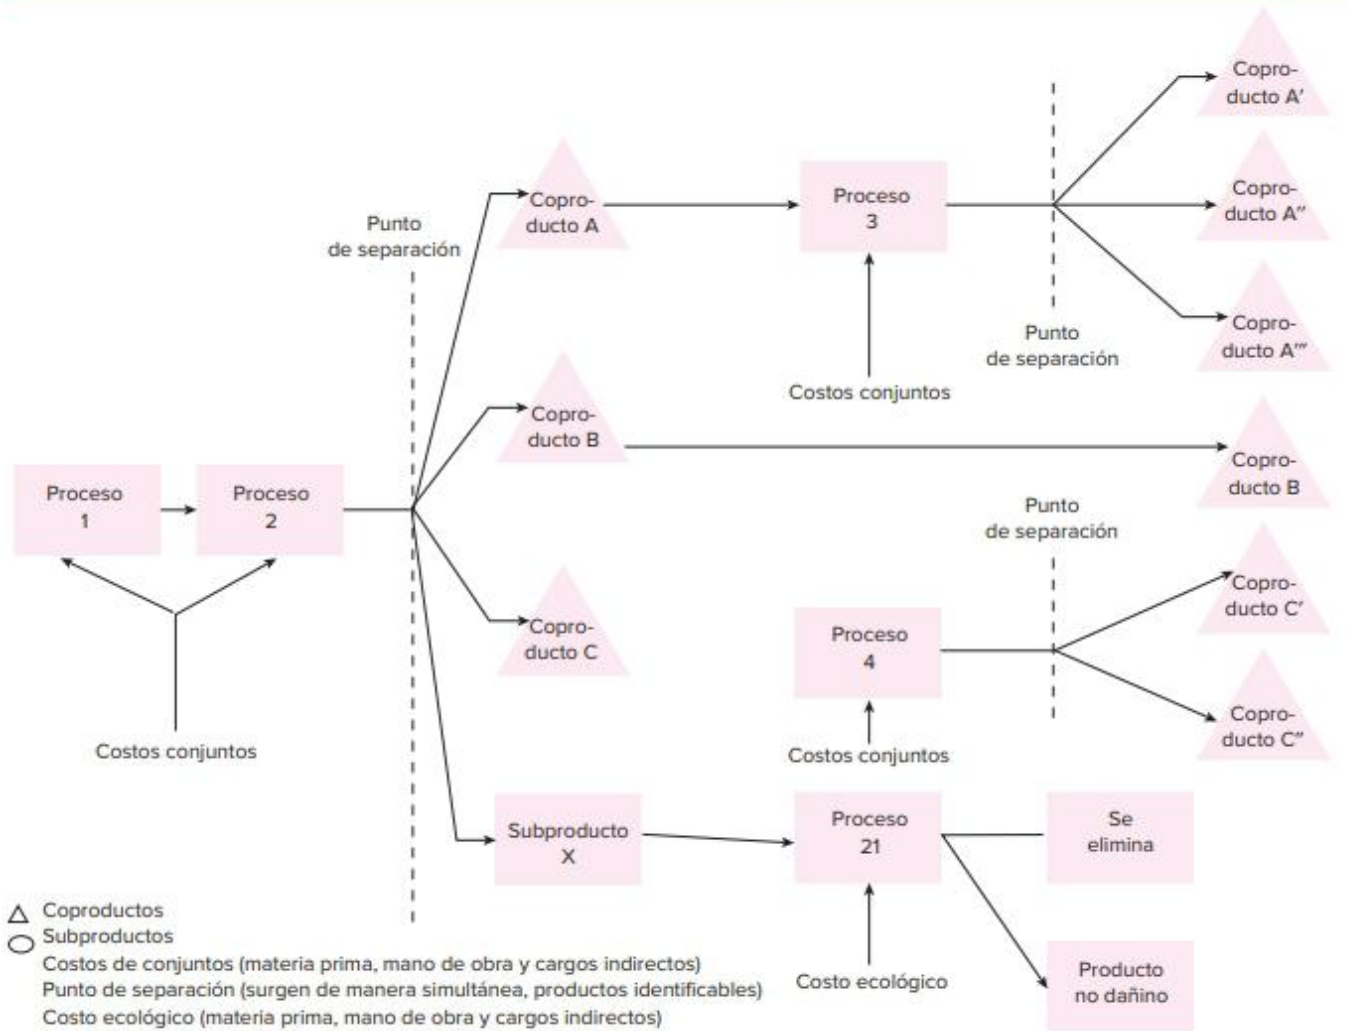 Punto
de separación
Copro-
ducto A
Proceso
3
Copro-
ducto A′
Copro-
ducto A″
Copro-
ducto A‴
Punto
de separación
Costos conjuntos
Copro-
ducto B
Copro-
ducto B
Proceso
1
Proceso
2
Costos conjuntos
Copro-
ducto C
Punto
de separación
Proceso
4
Copro-
ducto C′
Copro-
ducto C″
Costos conjuntos
Subproducto
X
Proceso
21
Se
elimina
Costo ecológico
Producto
no dañino
Coproductos
Subproductos
Costos de conjuntos (materia prima, mano de obra y cargos indirectos)
Punto de separación (surgen de manera simultánea, productos identificables)
Costo ecológico (materia prima, mano de obra y cargos indirectos)